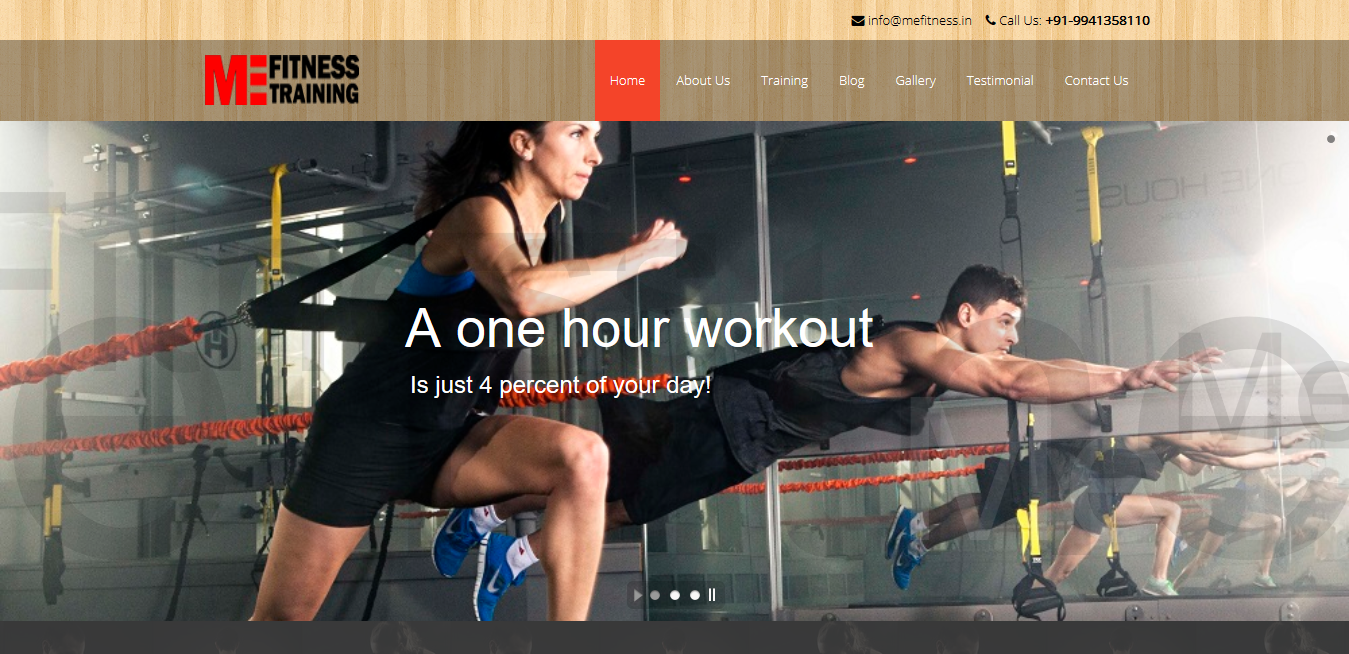 info@mefitness.in Call Us: +91-9941358110
ME FITNESS
TRAINING
Home About Us Training Blog Gallery Testimonial Contact Us
A one hour workout
Is just 4 percent of your day!